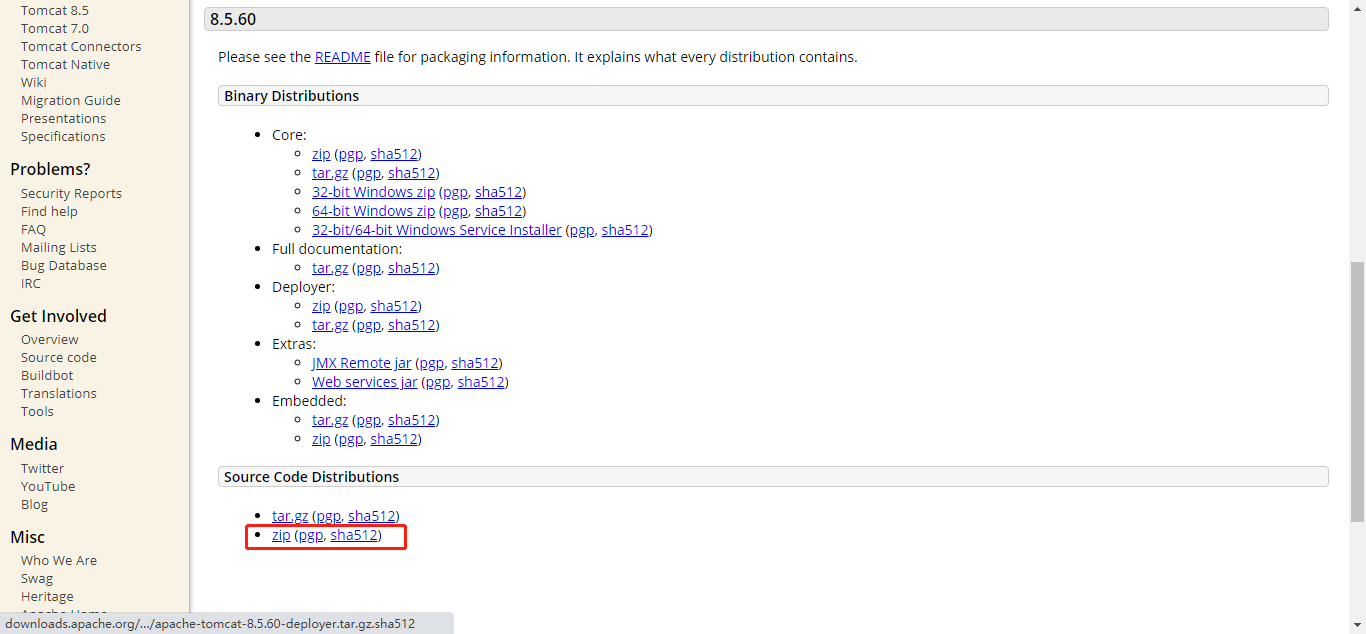 Tomcat 8.5
Tomcat 7.0
Tomcat Connectors
Tomcat Native
Wiki
Migration Guide
Presentations
Specifications
Problems?
Security Reports
Find help
FAQ
Mailing Lists
Bug Database
IRC
Get Involved
Overview
Source code
Buildbot
Translations
Tools
Media
Twitter
YouTube
Blog
Misc
Who We Are
Swag
Heritage
Apache Home
8.5.60
Please see the README file for packaging information. It explains what every distribution contains.
Binary Distributions
Core:
zip (pgp, sha512)
tar.gz (pgp, sha512)
32-bit Windows zip (pgp, sha512)
64-bit Windows zip (pgp, sha512)
32-bit/64-bit Windows Service Installer (pgp, sha512)
Full documentation:
tar.gz (pgp, sha512)
Deployer:
zip (pgp, sha512)
tar.gz (pgp, sha512)
Extras:
JMX Remote jar (pgp, sha512)
Web services jar (pgp, sha512)
Embedded:
tar.gz (pgp, sha512)
zip (pgp, sha512)
Source Code Distributions
tar.gz (pgp, sha512)
zip (pgp, sha512)
downloads.apache.org/.../apache-tomcat-8.5.60-deployer.tar.gz.sha512